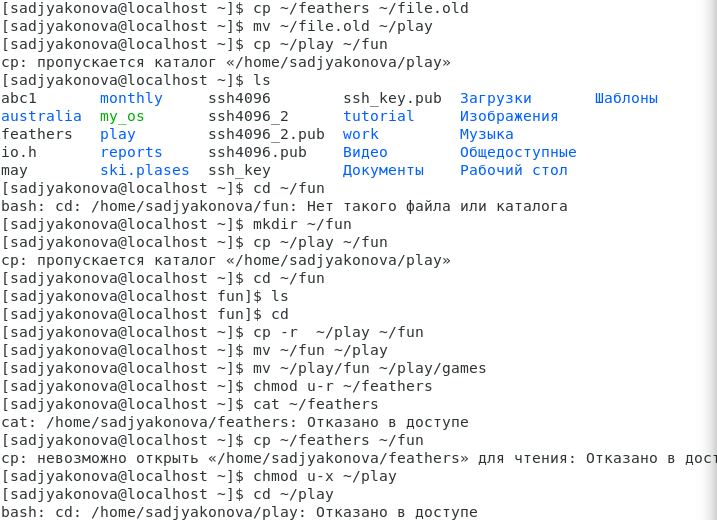 [sadjyakonova@localhost ~]$ cp ~/feathers ~/file.old
[sadjyakonova@localhost ~]$ mv ~/file.old ~/play
[sadjyakonova@localhost ~]$ cp ~/play ~/fun
cp: пропускается каталог «/home/sadjyakonova/play»
[sadjyakonova@localhost ~]$ ls
abc1       monthly     ssh4096        ssh_key.pub  Загрузки       Шаблоны
australia  my_os       ssh4096_2      tutorial     Изображения
feathers   play        ssh4096_2.pub  work         Музыка
io.h       reports     ssh4096.pub    Видео        Общедоступные
may        ski.plases  ssh_key        Документы    Рабочий стол
[sadjyakonova@localhost ~]$ cd ~/fun
bash: cd: /home/sadjyakonova/fun: Нет такого файла или каталога
[sadjyakonova@localhost ~]$ mkdir ~/fun
[sadjyakonova@localhost ~]$ cp ~/play ~/fun
cp: пропускается каталог «/home/sadjyakonova/play»
[sadjyakonova@localhost ~]$ cd ~/fun
[sadjyakonova@localhost fun]$ ls
[sadjyakonova@localhost fun]$ cd
[sadjyakonova@localhost ~]$ cp -r  ~/play ~/fun
[sadjyakonova@localhost ~]$ mv ~/fun ~/play
[sadjyakonova@localhost ~]$ mv ~/play/fun ~/play/games
[sadjyakonova@localhost ~]$ chmod u-r ~/feathers
[sadjyakonova@localhost ~]$ cat ~/feathers
cat: /home/sadjyakonova/feathers: Отказано в доступе
[sadjyakonova@localhost ~]$ cp ~/feathers ~/fun
cp: невозможно открыть «/home/sadjyakonova/feathers» для чтения: Отказано в дост
[sadjyakonova@localhost ~]$ chmod u-x ~/play
[sadjyakonova@localhost ~]$ cd ~/play
bash: cd: /home/sadjyakonova/play: Отказано в доступе